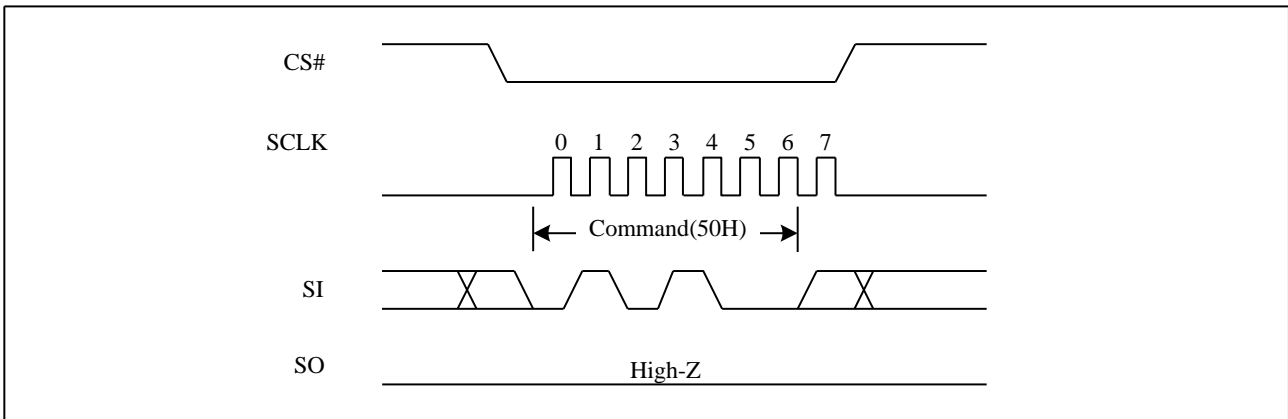 CS#
SCLK 0 1 2 3 4 5 6 7
Command(50H)
SI
SO High-Z